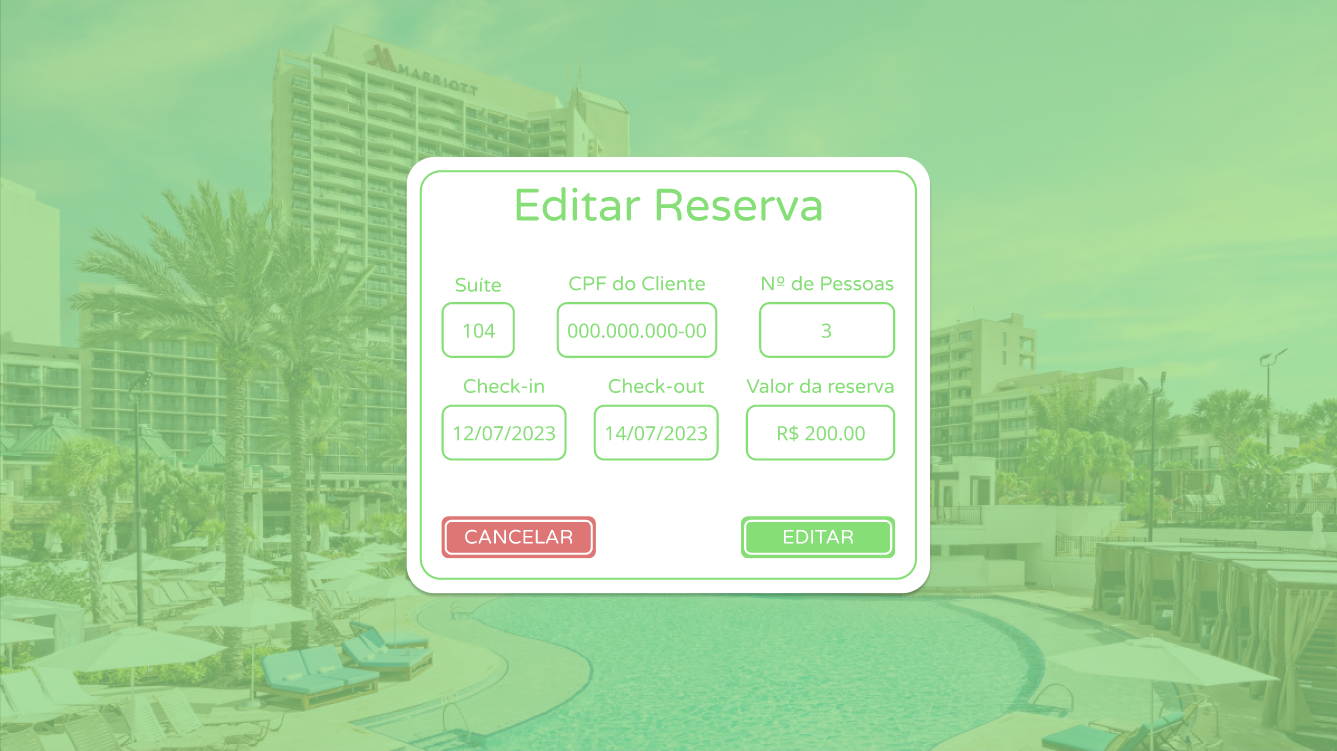 MARRIOTT
Editar Reserva
Suíte CPF do Cliente Nº de Pessoas
104 000.000.000-00 3
Check-in Check-out Valor da reserva
12/07/2023 14/07/2023 R$ 200.00
CANCELAR EDITAR